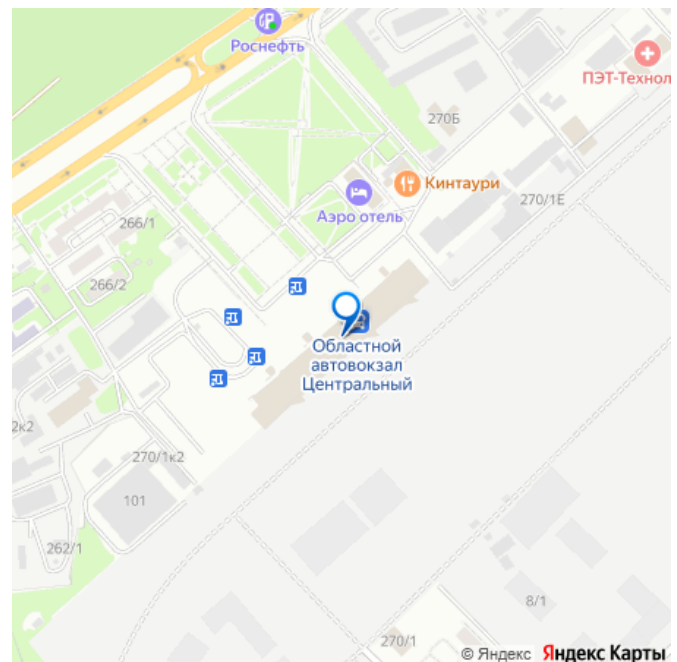 Роснефть
ПЭТ-Технол
270Б
Кинтаури
270/1Е
Аэро отель
266/1
266/2
Областной
автовокзал
Центральный
2к2
270/1к2
101
262/1
8/1
270/1
© Яндекс Яндекс Карты